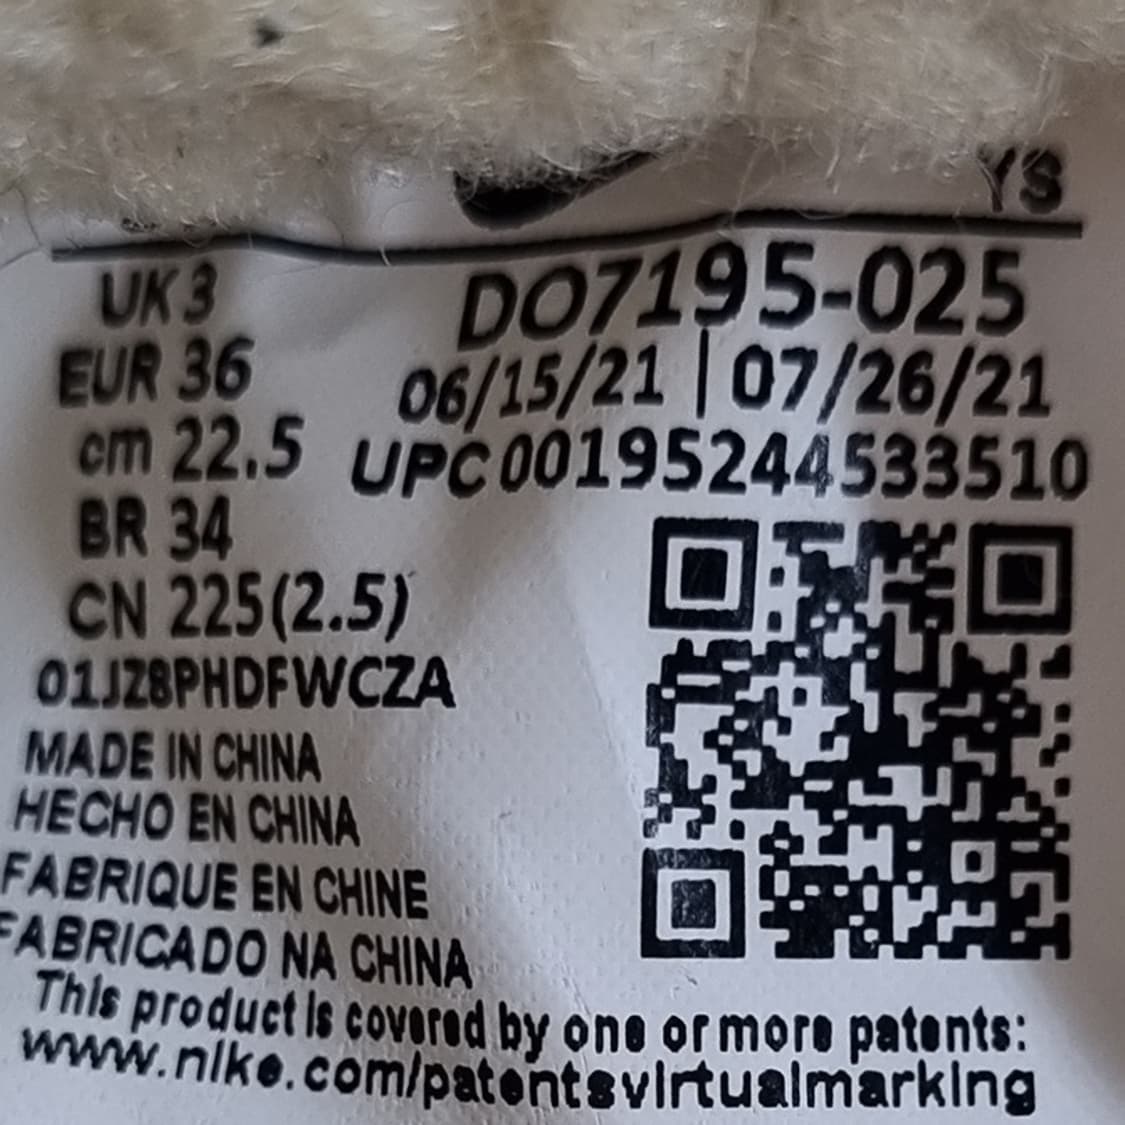 YS
UK 3
DO7195-025
EUR 36
06/15/21 | 07/26/21
cm 22.5
UPC 00195244533510
BR 34
CN 225(2.5)
01JZ8PHDFWCZA
MADE IN CHINA
HECHO EN CHINA
FABRIQUE EN CHINE
FABRICADO NA CHINA
This product is covered by one or more patents:
www.nike.com/patentsvirtualmarking